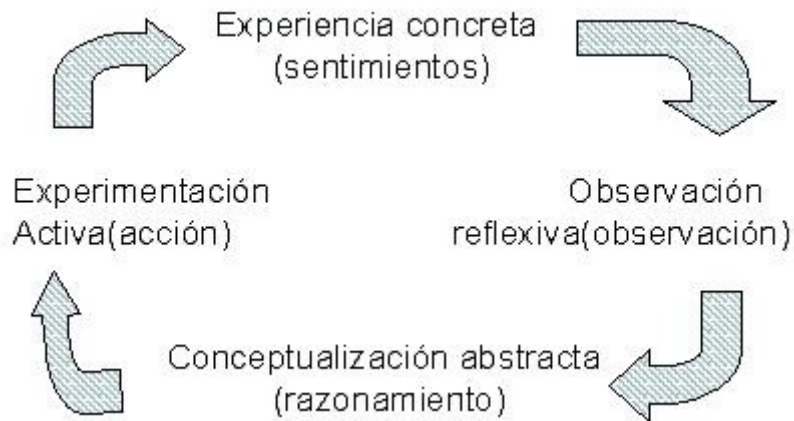 Experiencia concreta
(sentimientos)
Experimentación
Activa(acción)
Observación
reflexiva(observación)
Conceptualización abstracta
(razonamiento)